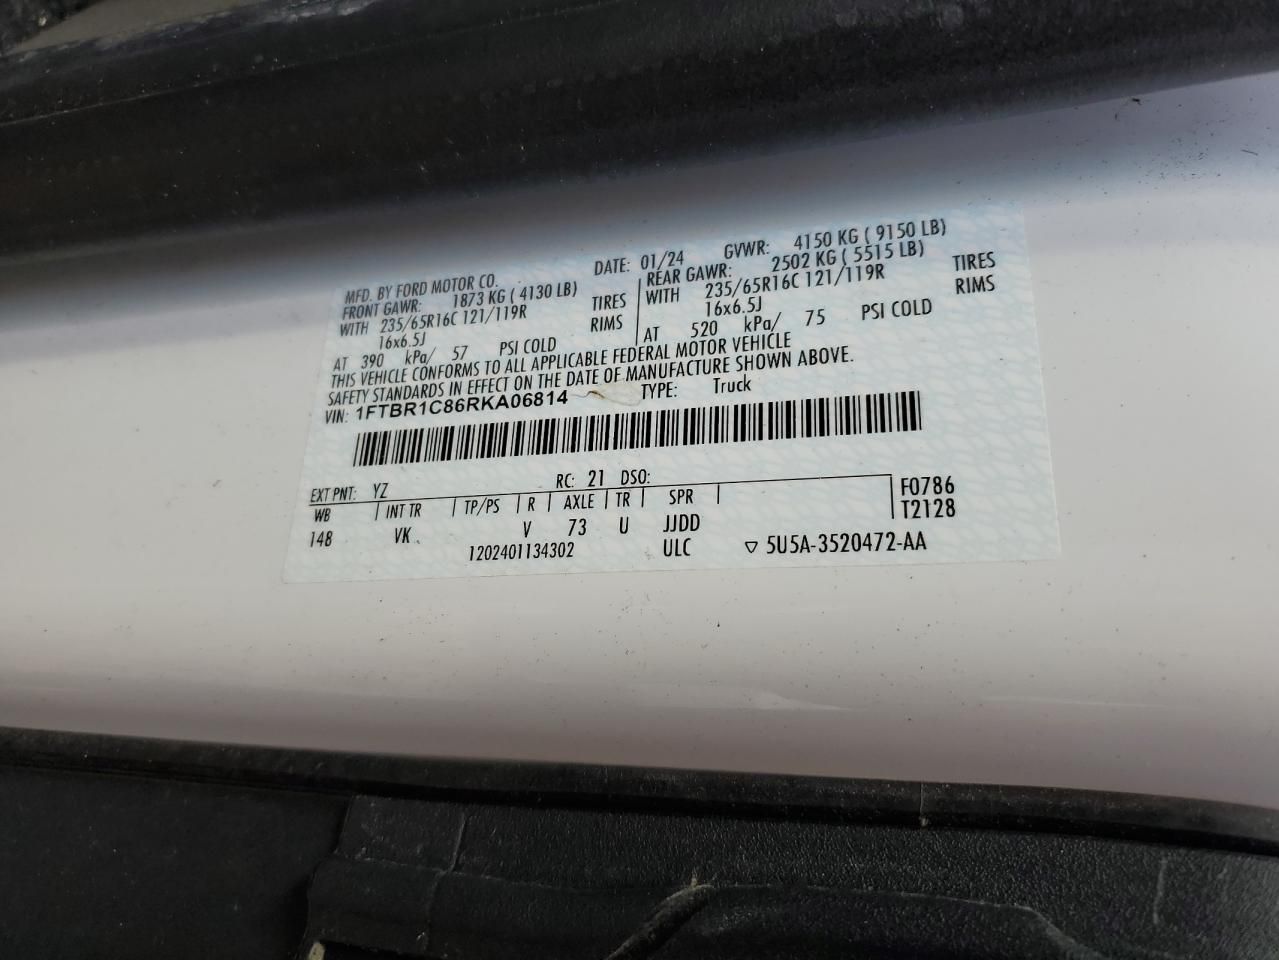 MFD. BY FORD MOTOR CO. DATE: 01/24 GVWR: 4150 KG ( 9150 LB)
FRONT GAWR: 1873 KG ( 4130 LB) REAR GAWR: 2502 KG ( 5515 LB)
WITH 235/65R16C 121/119R TIRES WITH 235/65R16C 121/119R TIRES
16x6.5J RIMS 16x6.5J RIMS
AT 390 kPa/ 57 PSI COLD AT 520 kPa/ 75 PSI COLD
THIS VEHICLE CONFORMS TO ALL APPLICABLE FEDERAL MOTOR VEHICLE
SAFETY STANDARDS IN EFFECT ON THE DATE OF MANUFACTURE SHOWN ABOVE.
VIN: 1FTBR1C86RKA06814 TYPE: Truck
EXT PNT: YZ RC: 21 DSO:
WB INT TR TP/PS R AXLE TR SPR F0786
148 VK V 73 U JJDD T2128
1202401134302 ULC ▽ 5U5A-3520472-AA